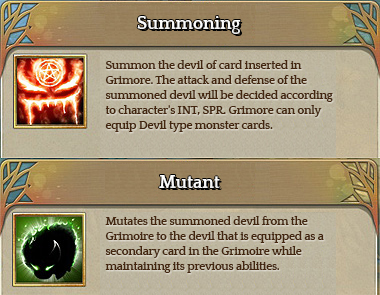 Summoning
Summon the devil of card inserted in
Grimore. The attack and defense of the
summoned devil will be decided according
to character's INT, SPR. Grimore can only
equip Devil type monster cards.
Mutant
Mutates the summoned devil from the
Grimoire to the devil that is equipped as a
secondary card in the Grimoire while
maintaining its previous abilities.